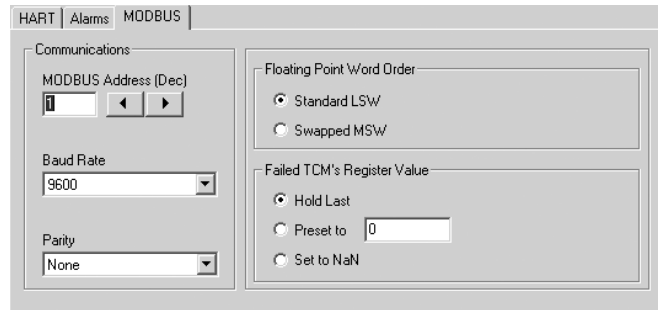 HART Alarms MODBUS
Communications
MODBUS Address (Dec)
1
Baud Rate
9600
Parity
None
Floating Point Word Order
Standard LSW
Swapped MSW
Failed TCM's Register Value
Hold Last
Preset to 0
Set to NaN